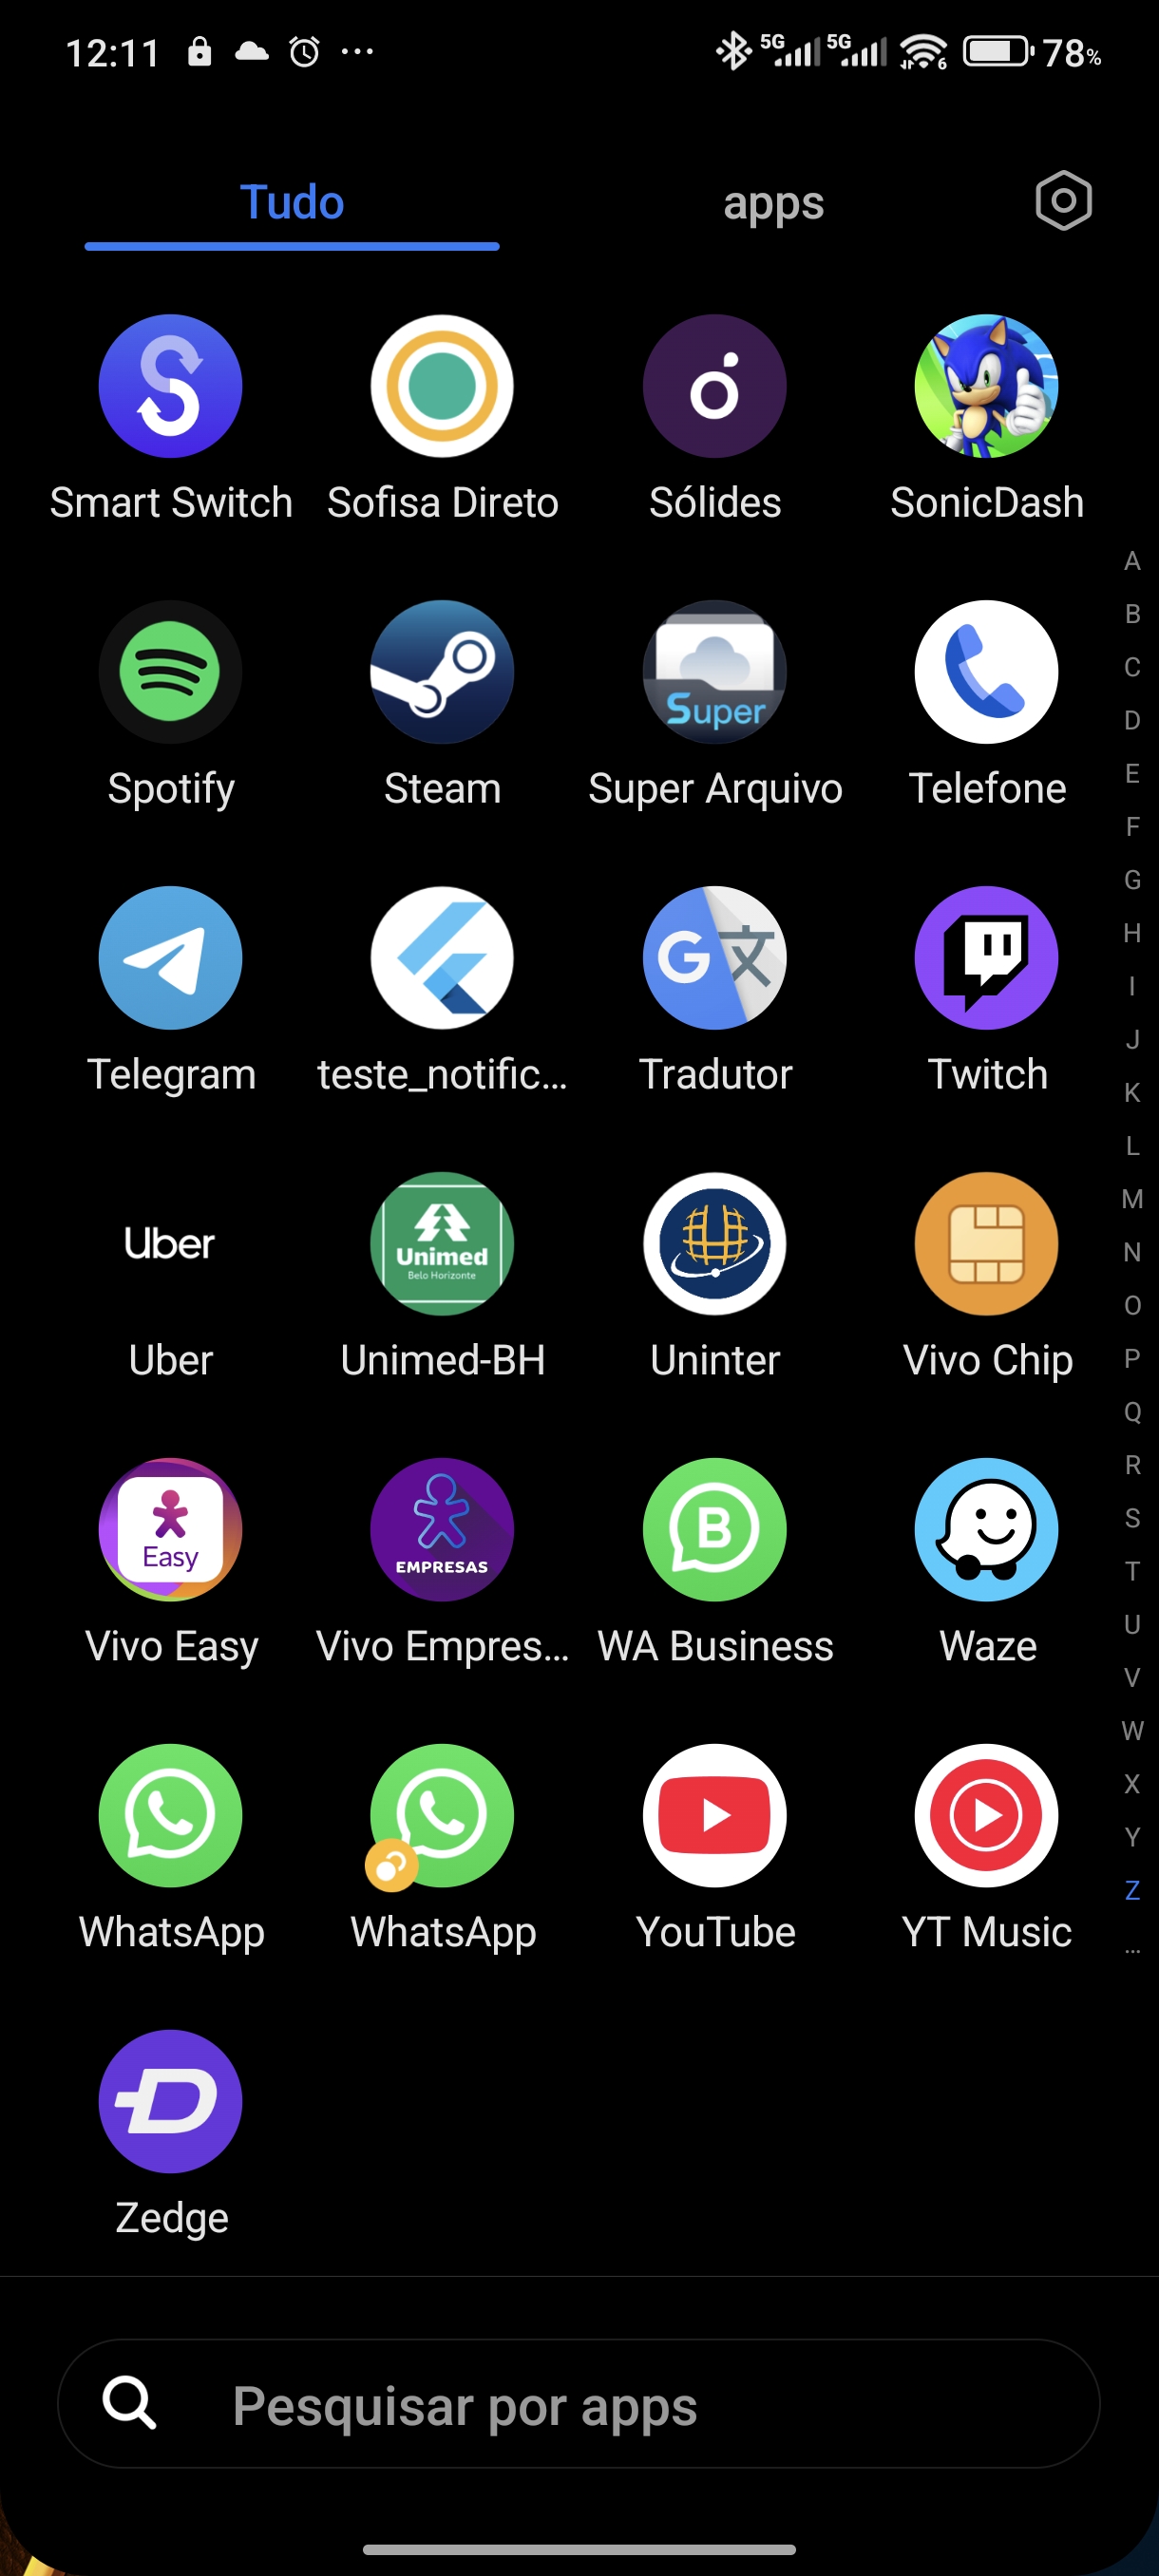 12:11 ... 5G 5G 6 78%
Tudo apps
Smart Switch Sofisa Direto Sólides SonicDash
Super
Spotify Steam Super Arquivo Telefone
G 文
Telegram teste_notific... Tradutor Twitch
Uber Unimed
Belo Horizonte
Uber Unimed-BH Uninter Vivo Chip
Easy EMPRESAS B
Vivo Easy Vivo Empres... WA Business Waze
WhatsApp WhatsApp YouTube YT Music
Zedge
A
B
C
D
E
F
G
H
I
J
K
L
M
N
O
P
Q
R
S
T
U
V
W
X
Y
Z
...
Pesquisar por apps